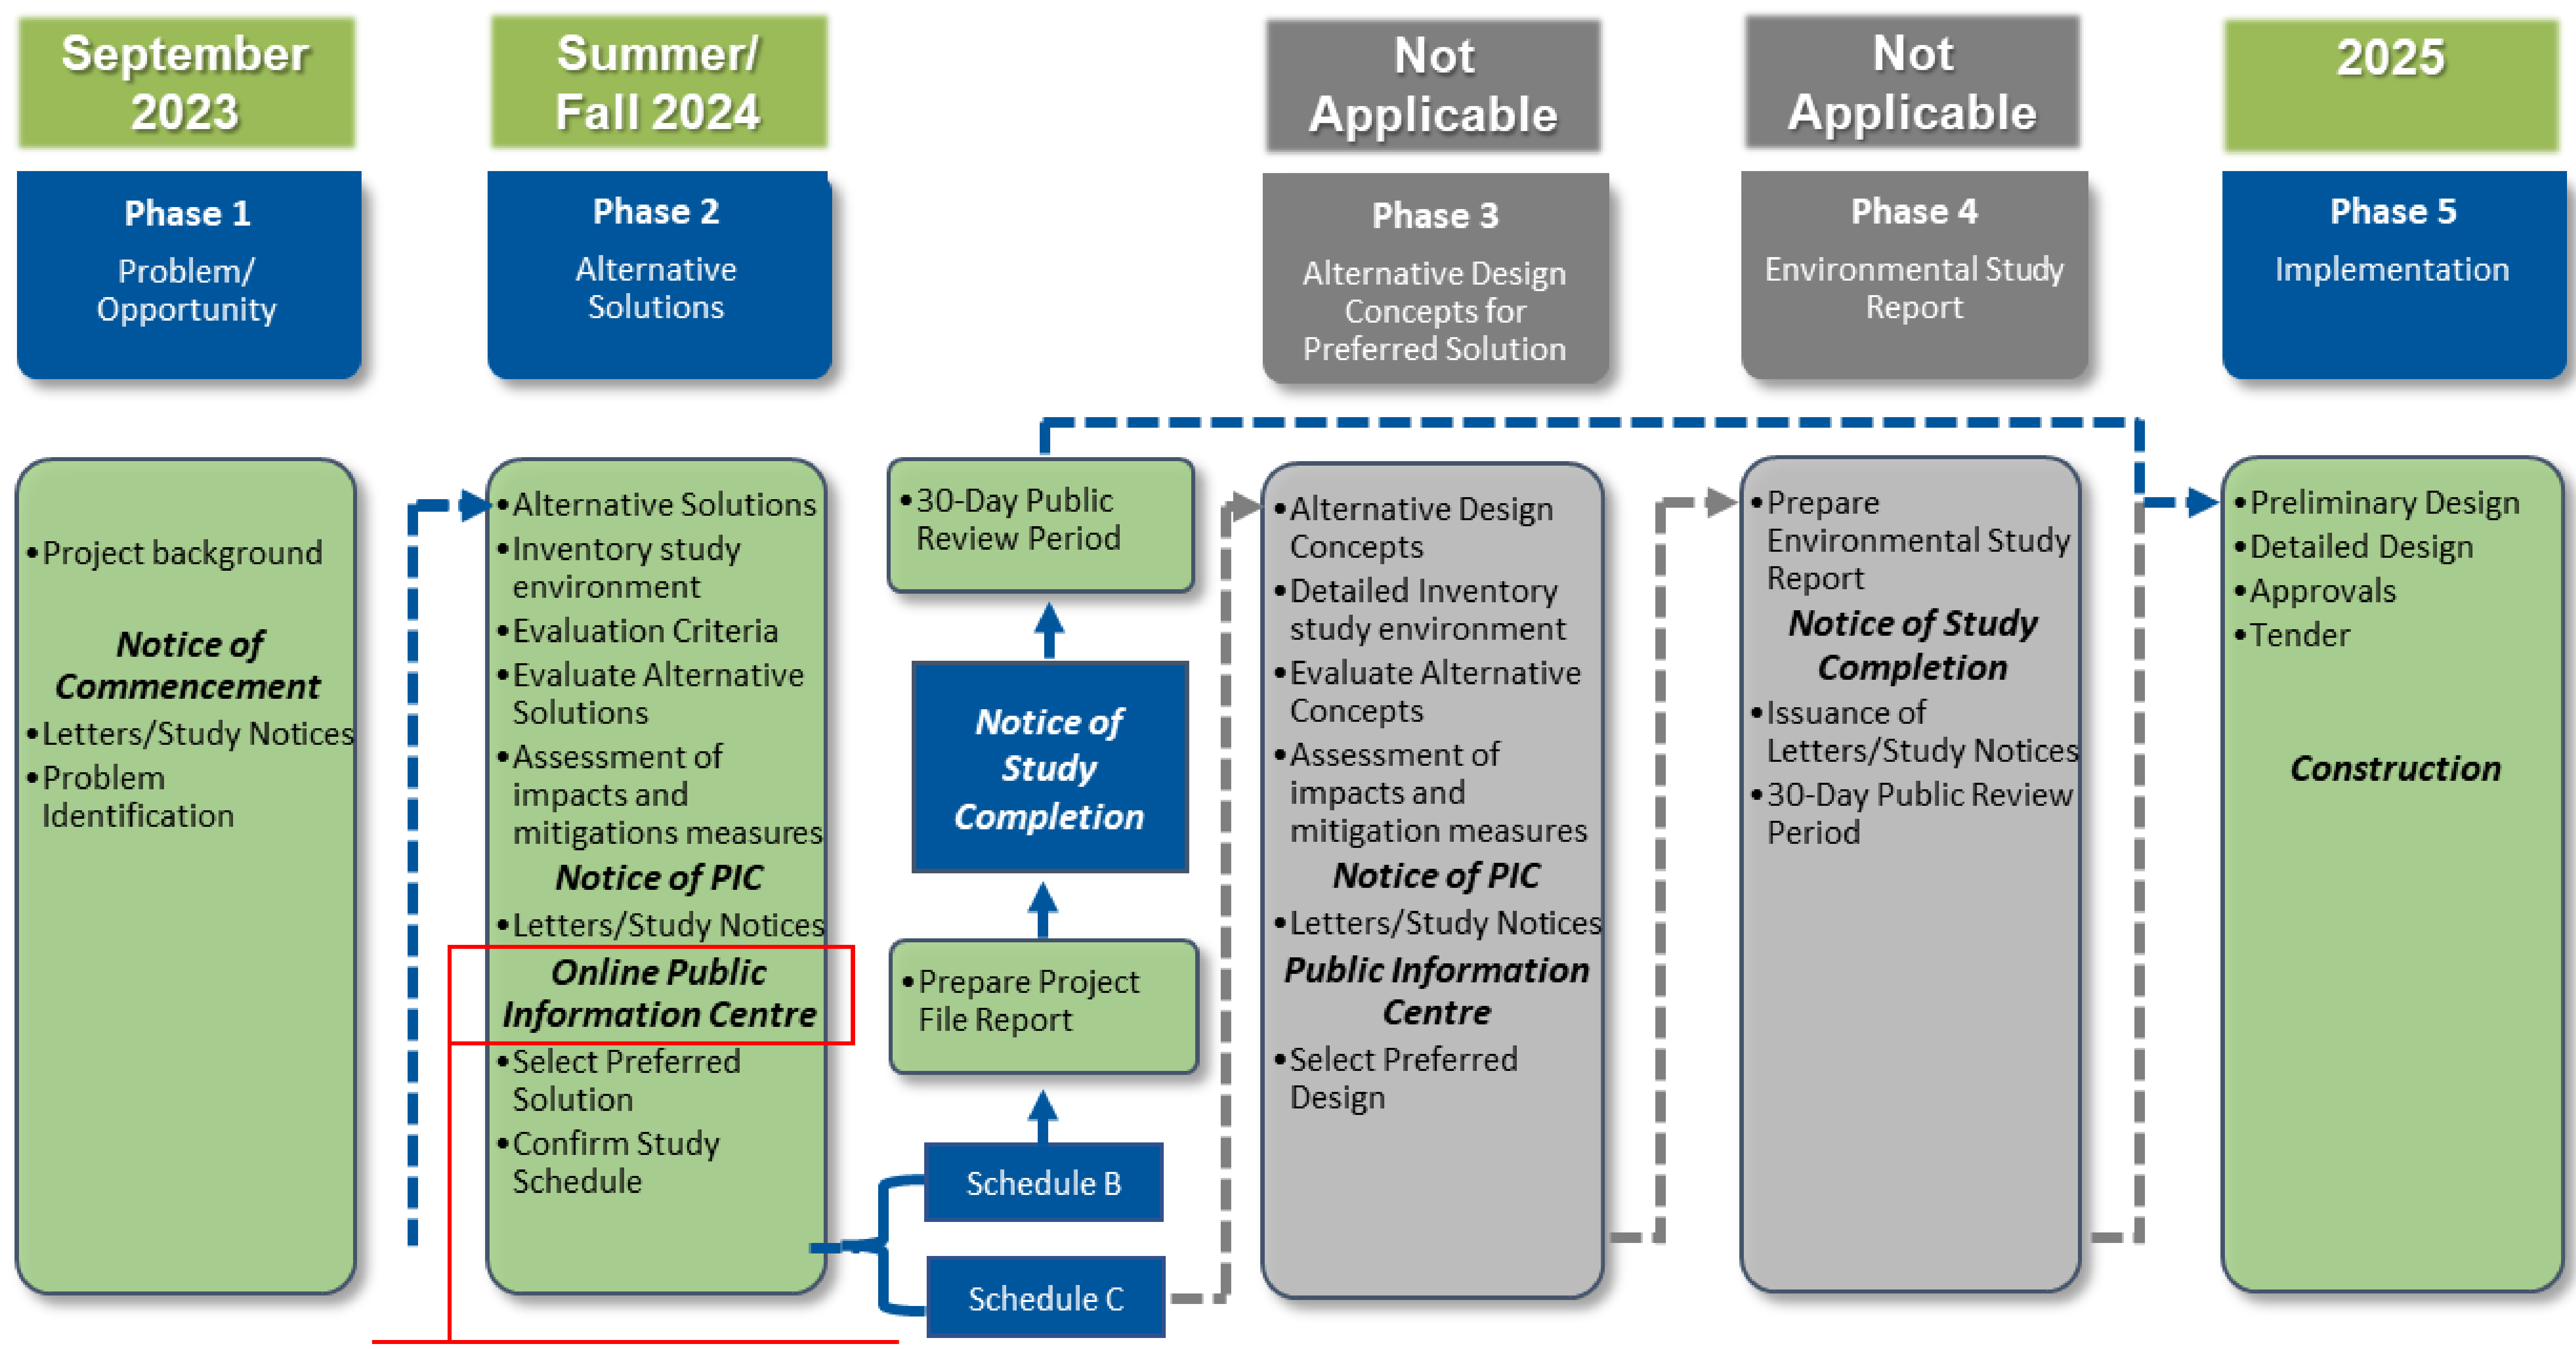 September
2023
Summer/
Fall 2024
Not
Applicable
Not
Applicable
2025
Phase 1
Problem/
Opportunity
Phase 2
Alternative
Solutions
Phase 3
Alternative Design
Concepts for
Preferred Solution
Phase 4
Environmental Study
Report
Phase 5
Implementation
•Project background
Notice of
Commencement
•Letters/Study Notices
•Problem
Identification
•Alternative Solutions
•Inventory study
environment
•Evaluation Criteria
•Evaluate Alternative
Solutions
•Assessment of
impacts and
mitigations measures
Notice of PIC
•Letters/Study Notices
Online Public
Information Centre
•Select Preferred
Solution
•Confirm Study
Schedule
•30-Day Public
Review Period
Notice of
Study
Completion
•Prepare Project
File Report
Schedule B
Schedule C
•Alternative Design
Concepts
•Detailed Inventory
study environment
•Evaluate Alternative
Concepts
•Assessment of
impacts and
mitigation measures
Notice of PIC
•Letters/Study Notices
Public Information
Centre
•Select Preferred
Design
•Prepare
Environmental Study
Report
Notice of Study
Completion
•Issuance of
Letters/Study Notices
•30-Day Public Review
Period
•Preliminary Design
•Detailed Design
•Approvals
•Tender
Construction